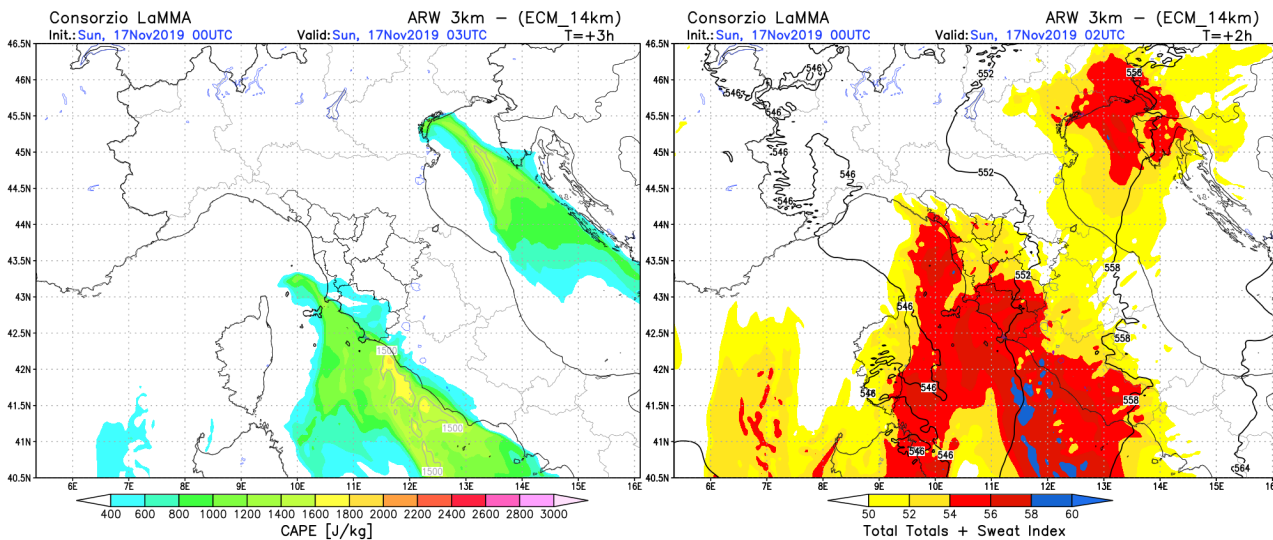 Consorzio LaMMA ARW 3km – (ECM_14km)
Init.: Sun, 17Nov2019 00UTC Valid: Sun, 17Nov2019 03UTC T=+3h
46.5N
46N
45.5N
45N
44.5N
44N
43.5N
43N
42.5N
42N
41.5N
41N
40.5N
1500
1500
1500
6E 7E 8E 9E 10E 11E 12E 13E 14E 15E 16E
400 600 800 1000 1200 1400 1600 1800 2000 2200 2400 2600 2800 3000
CAPE [J/kg]
Consorzio LaMMA ARW 3km – (ECM_14km)
Init.: Sun, 17Nov2019 00UTC Valid: Sun, 17Nov2019 02UTC T=+2h
46.5N
46N
45.5N
45N
44.5N
44N
43.5N
43N
42.5N
42N
41.5N
41N
40.5N
546
546
552
558
546
546
552
546
546
558
552
546
558
546
546
558
546
546
564
6E 7E 8E 9E 10E 11E 12E 13E 14E 15E 16E
50 52 54 56 58 60
Total Totals + Sweat Index